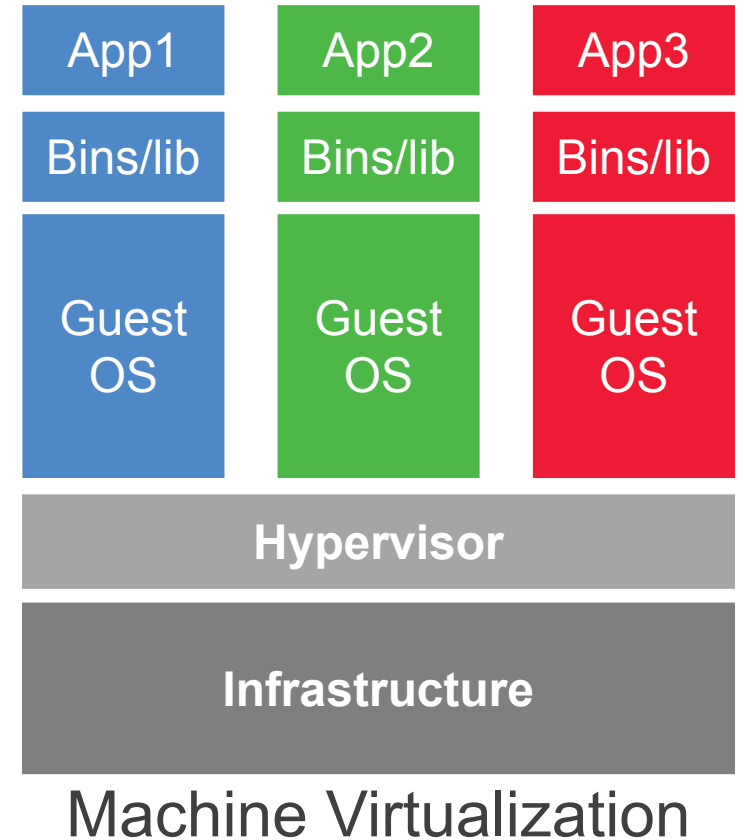 App1 App2 App3
Bins/lib Bins/lib Bins/lib
Guest Guest Guest
OS OS OS
Hypervisor
Infrastructure
Machine Virtualization